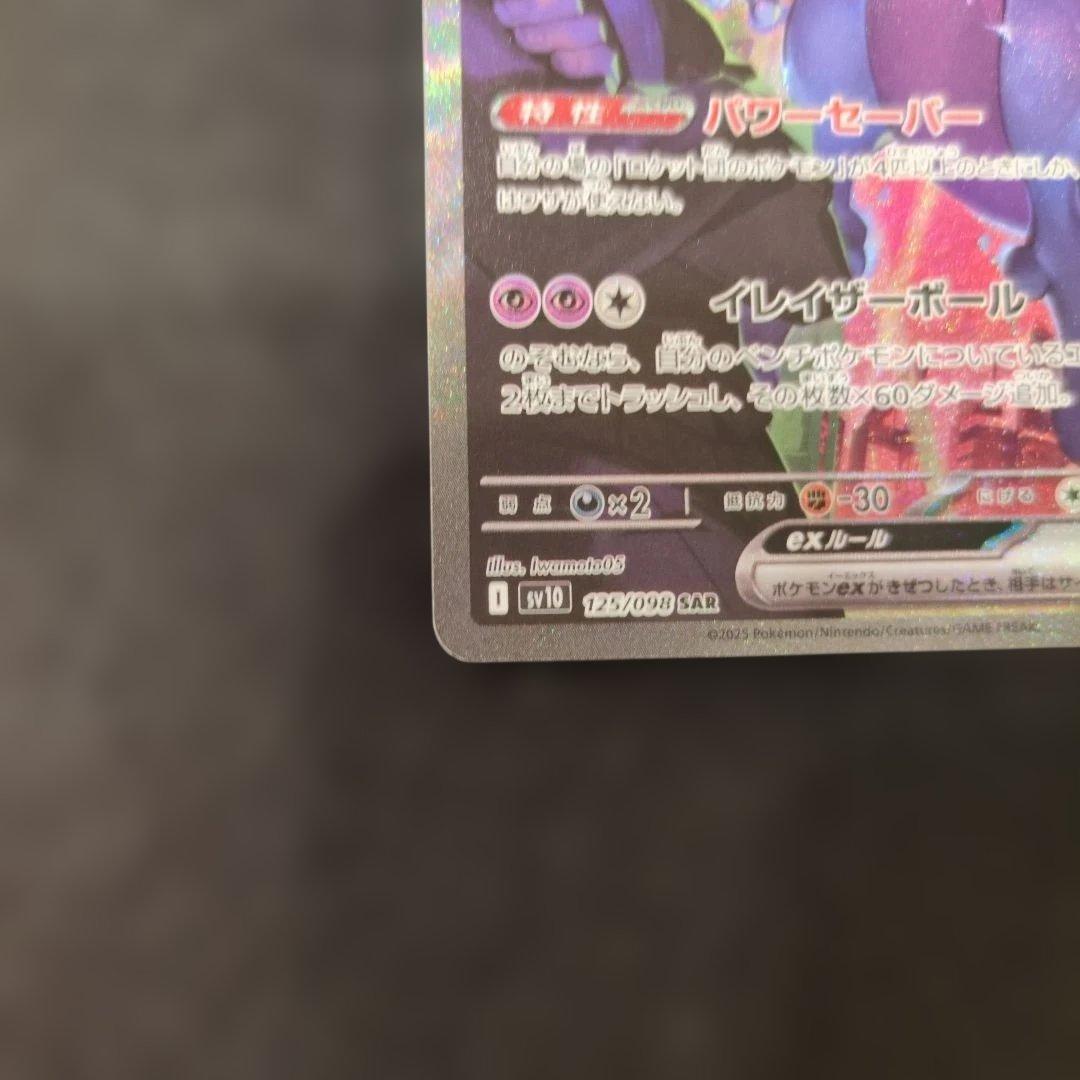 特性 パワーセーバー
自分の場の「ロケット団のポケモン」が4匹以上のときにしか、
はワザが使えない。
イレイザーボール
のぞむなら、自分のベンチポケモンについているエ
2枚までトラッシュし、その枚数×60ダメージ追加。
弱点 ×2 抵抗力 -30 にげる
exルール
Illus. Iwamoto05
ポケモンexがきぜつしたとき、相手はサイ
I SV10 125/098 SAR
©2025 Pokémon/Nintendo/Creatures/GAME FREAK.